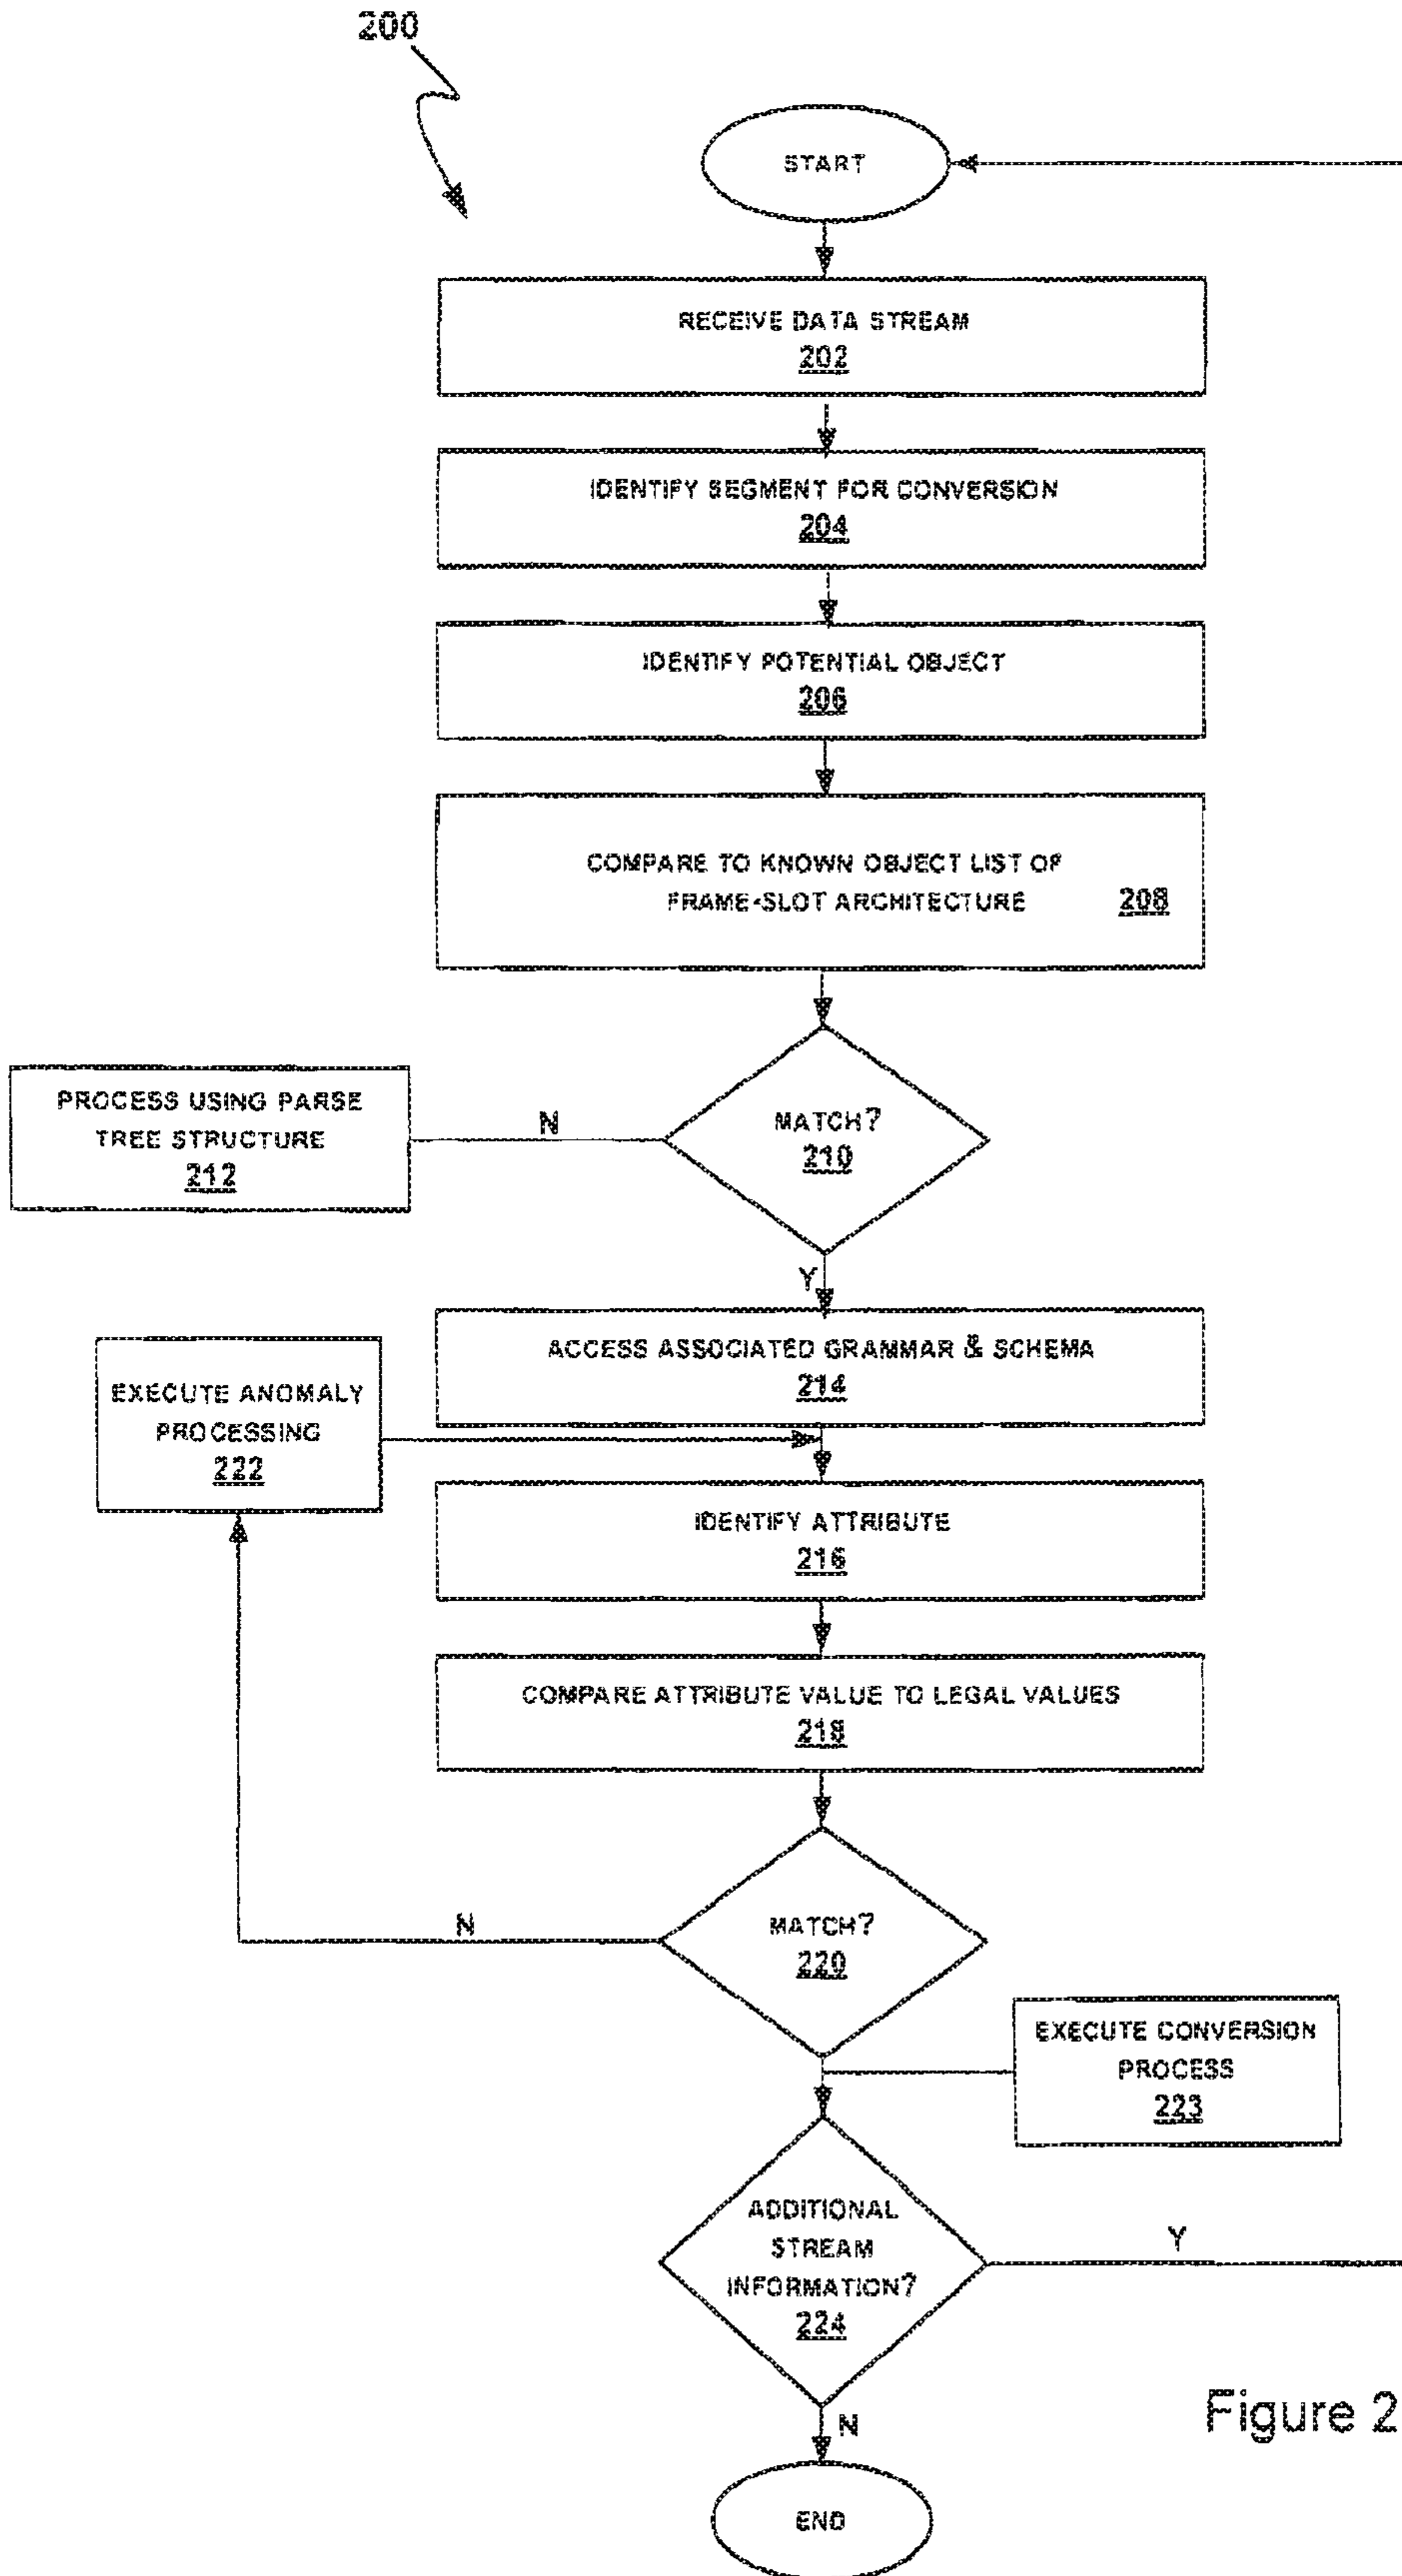 200
START
RECEIVE DATA STREAM
202
IDENTIFY SEGMENT FOR CONVERSION
204
IDENTIFY POTENTIAL OBJECT
206
COMPARE TO KNOWN OBJECT LIST OF
FRAME-SLOT ARCHITECTURE 208
PROCESS USING PARSE
TREE STRUCTURE
212
N
MATCH?
210
Y
ACCESS ASSOCIATED GRAMMAR & SCHEMA
214
EXECUTE ANOMALY
PROCESSING
222
IDENTIFY ATTRIBUTE
216
COMPARE ATTRIBUTE VALUE TO LEGAL VALUES
218
N
MATCH?
220
EXECUTE CONVERSION
PROCESS
223
ADDITIONAL
STREAM
INFORMATION?
224
Y
N
Figure 2
END